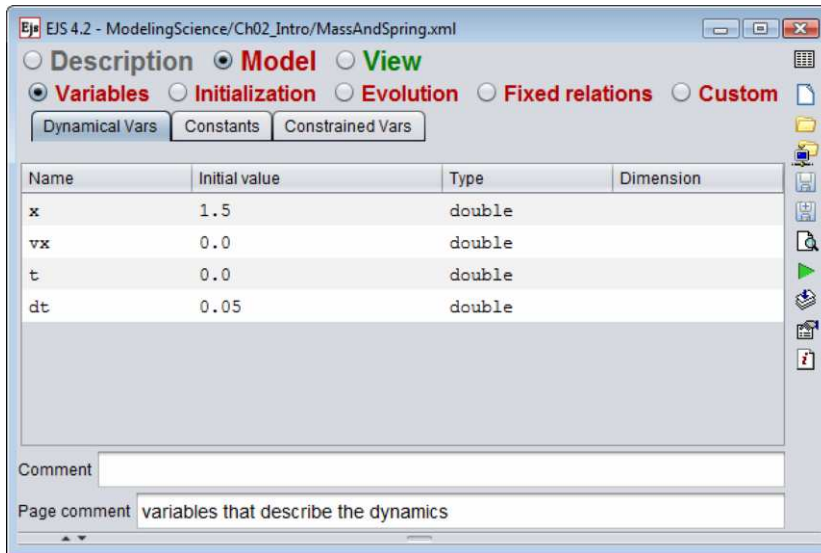 Ejs EJS 4.2 - ModelingScience/Ch02_Intro/MassAndSpring.xml
Description Model View
Variables Initialization Evolution Fixed relations Custom
Dynamical Vars Constants Constrained Vars
Name Initial value Type Dimension
x 1.5 double
vx 0.0 double
t 0.0 double
dt 0.05 double
Comment
Page comment variables that describe the dynamics